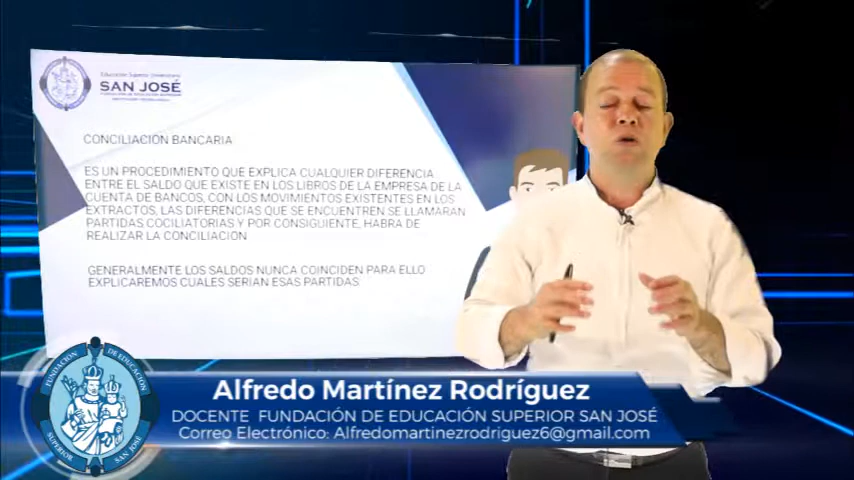 Educación Superior Universitaria
SAN JOSÉ
CONCILIACION BANCARIA
ES UN PROCEDIMIENTO QUE EXPLICA CUALQUIER DIFERENCIA
ENTRE EL SALDO QUE EXISTE EN LOS LIBROS DE LA EMPRESA DE LA
CUENTA DE BANCOS, CON LOS MOVIMIENTOS EXISTENTES EN LOS
EXTRACTOS, LAS DIFERENCIAS QUE SE ENCUENTREN SE LLAMARAN
PARTIDAS COCILIATORIAS Y POR CONSIGUIENTE, HABRA DE
REALIZAR LA CONCILIACION
GENERALMENTE LOS SALDOS NUNCA COINCIDEN PARA ELLO
EXPLICAREMOS CUALES SERIAN ESAS PARTIDAS.
Alfredo Martínez Rodríguez
DOCENTE FUNDACIÓN DE EDUCACIÓN SUPERIOR SAN JOSÉ
Correo Electrónico: Alfredomartinezrodriguez6@gmail.com
FUNDACIÓN DE EDUCACIÓN
SUPERIOR SAN JOSÉ